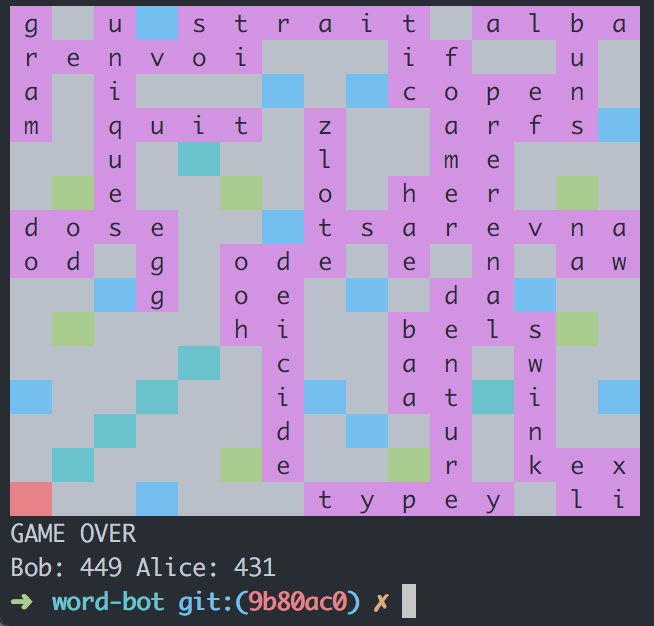 g u s t r a i t a l b a
r e n v o i i f u
a i c o p e n
m q u i t z a r f s
u l m e
e o h e r
d o s e t s a r e v n a
o d g o d e e n a w
g o e d a
h i b e l s
c a n w
i a t i
d u n
e r k e x
t y p e y l i
GAME OVER
Bob: 449 Alice: 431
➜ word-bot git:(9b80ac0) ✗